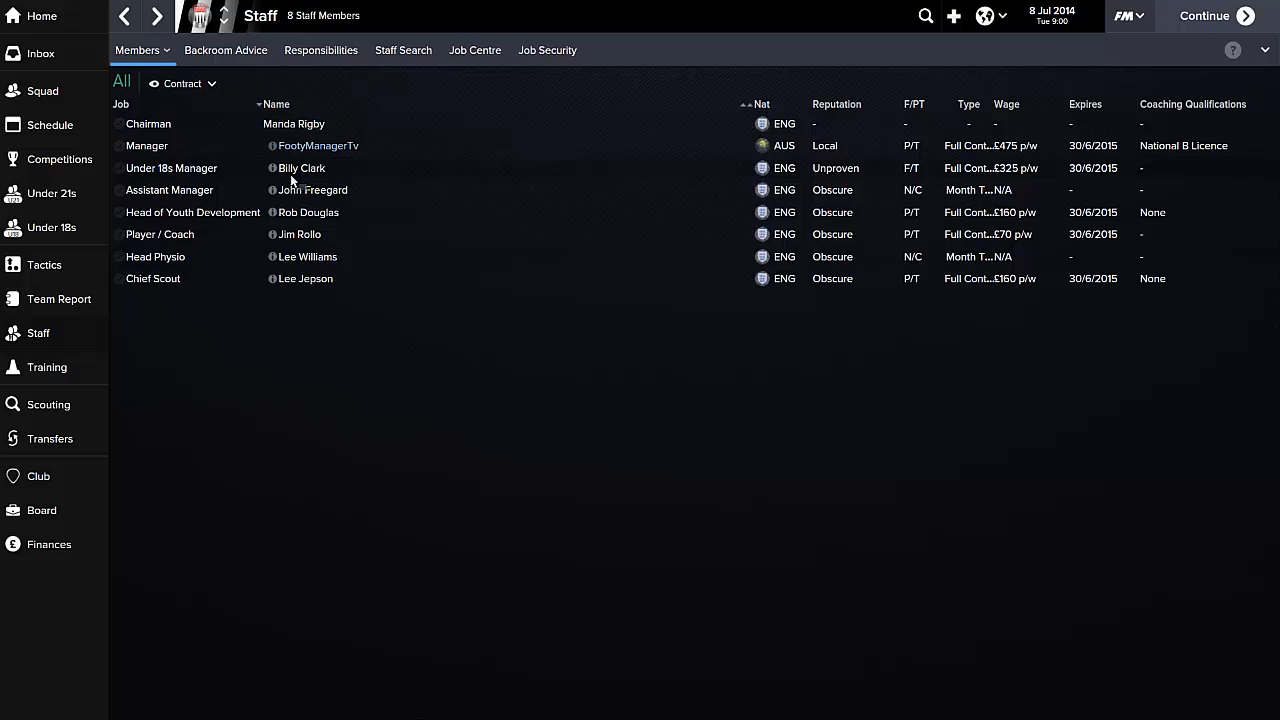 Home
Staff 8 Staff Members
8 Jul 2014
Tue 9:00
FM
Continue
Inbox
Members Backroom Advice Responsibilities Staff Search Job Centre Job Security
?
All Contract
Job Name Nat Reputation F/PT Type Wage Expires Coaching Qualifications
Chairman Manda Rigby ENG - - - - - -
Manager FootyManagerTv AUS Local P/T Full Cont...£475 p/w 30/6/2015 National B Licence
Under 18s Manager Billy Clark ENG Unproven F/T Full Cont...£325 p/w 30/6/2015 -
Assistant Manager John Freegard ENG Obscure N/C Month T...N/A - -
Head of Youth Development Rob Douglas ENG Obscure P/T Full Cont...£160 p/w 30/6/2015 None
Player / Coach Jim Rollo ENG Obscure P/T Full Cont...£70 p/w 30/6/2015 -
Head Physio Lee Williams ENG Obscure N/C Month T...N/A - -
Chief Scout Lee Jepson ENG Obscure P/T Full Cont...£160 p/w 30/6/2015 None
Squad
Schedule
Competitions
Under 21s
Under 18s
Tactics
Team Report
Staff
Training
Scouting
Transfers
Club
Board
Finances